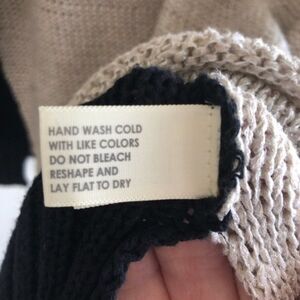 HAND WASH COLD
WITH LIKE COLORS
DO NOT BLEACH
RESHAPE AND
LAY FLAT TO DRY